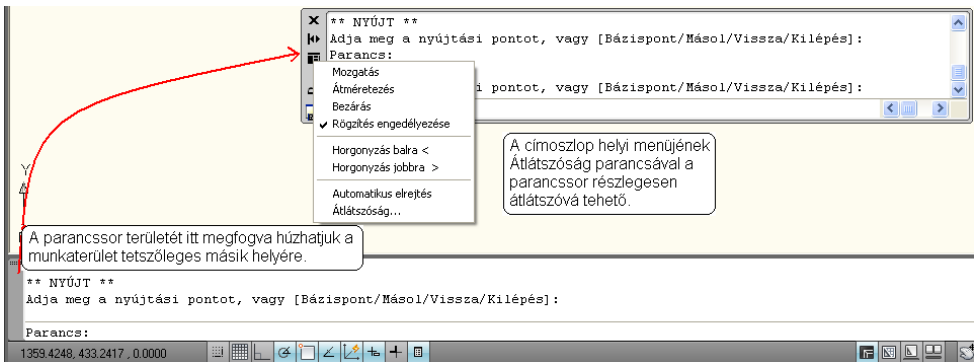 ** NYÚJT **
Adja meg a nyújtási pontot, vagy [Bázispont/Másol/Vissza/Kilépés]:
Parancs:
i pontot, vagy [Bázispont/Másol/Vissza/Kilépés]:
Mozgatás
Átméretezés
Bezárás
Rögzítés engedélyezése
Horgonyzás balra <
Horgonyzás jobbra >
Automatikus elrejtés
Átlátszóság...
A címoszlop helyi menüjének
Átlátszóság parancsával a
parancssor részlegesen
átlátszóvá tehető.
Y
A parancssor területét itt megfogva húzhatjuk a
munkaterület tetszőleges másik helyére.
** NYÚJT **
Adja meg a nyújtási pontot, vagy [Bázispont/Másol/Vissza/Kilépés]:
Parancs:
1359.4248, 433.2417 , 0.0000